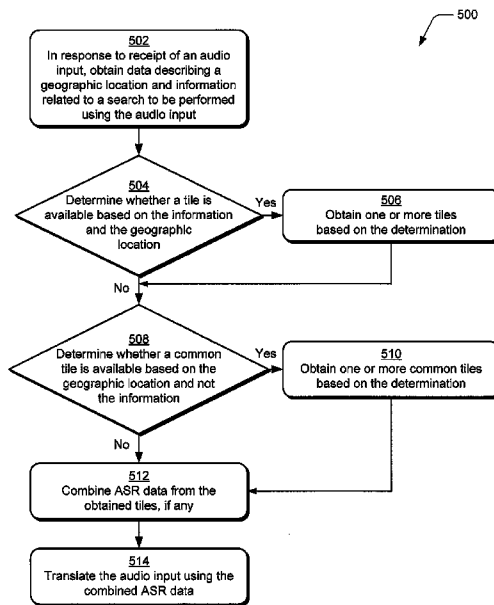 500
502
In response to receipt of an audio
input, obtain data describing a
geographic location and information
related to a search to be performed
using the audio input
504
Determine whether a tile is
available based on the information
and the geographic
location
Yes
506
Obtain one or more tiles
based on the determination
No
508
Determine whether a common
tile is available based on the
geographic location and not
the information
Yes
510
Obtain one or more common tiles
based on the determination
No
512
Combine ASR data from the
obtained tiles, if any
514
Translate the audio input using the
combined ASR data